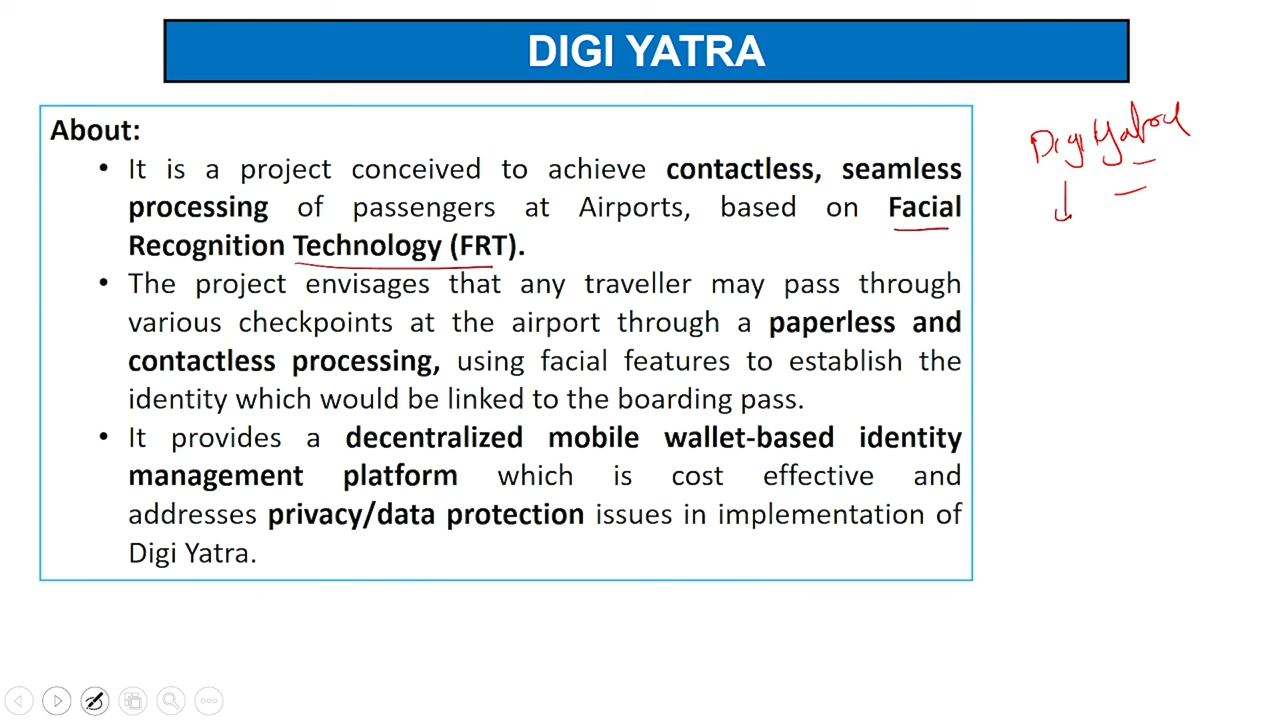 DIGI YATRA
About:
• It is a project conceived to achieve contactless, seamless
processing of passengers at Airports, based on Facial
Recognition Technology (FRT).
• The project envisages that any traveller may pass through
various checkpoints at the airport through a paperless and
contactless processing, using facial features to establish the
identity which would be linked to the boarding pass.
• It provides a decentralized mobile wallet-based identity
management platform which is cost effective and
addresses privacy/data protection issues in implementation of
Digi Yatra.
Digi Yatra